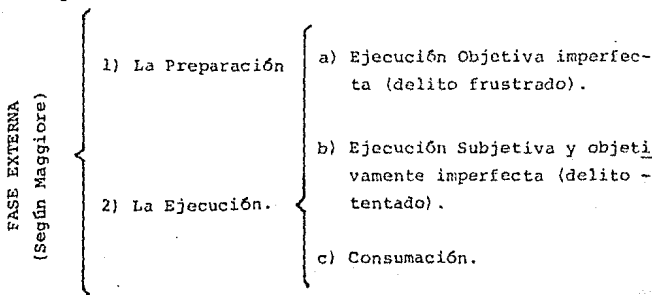 FASE EXTERNA
(Según Maggiore)
1) La Preparación
2) La Ejecución.
a) Ejecución Objetiva imperfec-
ta (delito frustrado).
b) Ejecución Subjetiva y objeti
vamente imperfecta (delito -
tentado).
c) Consumación.